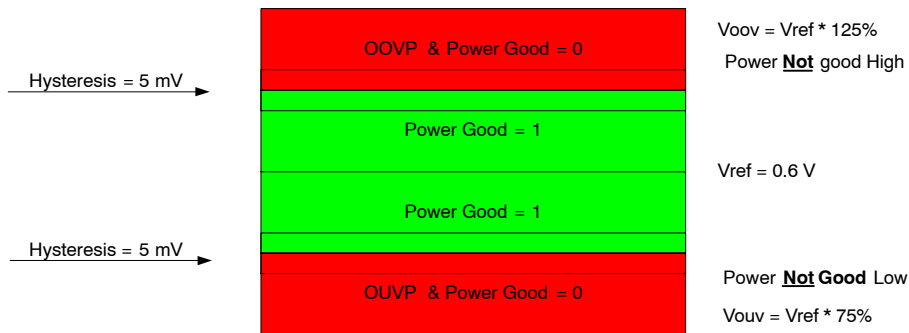 Voov = Vref * 125%
OOVP & Power Good = 0
Power Not good High
Hysteresis = 5 mV
Power Good = 1
Vref = 0.6 V
Power Good = 1
Hysteresis = 5 mV
Power Not Good Low
OUVP & Power Good = 0
Vouv = Vref * 75%